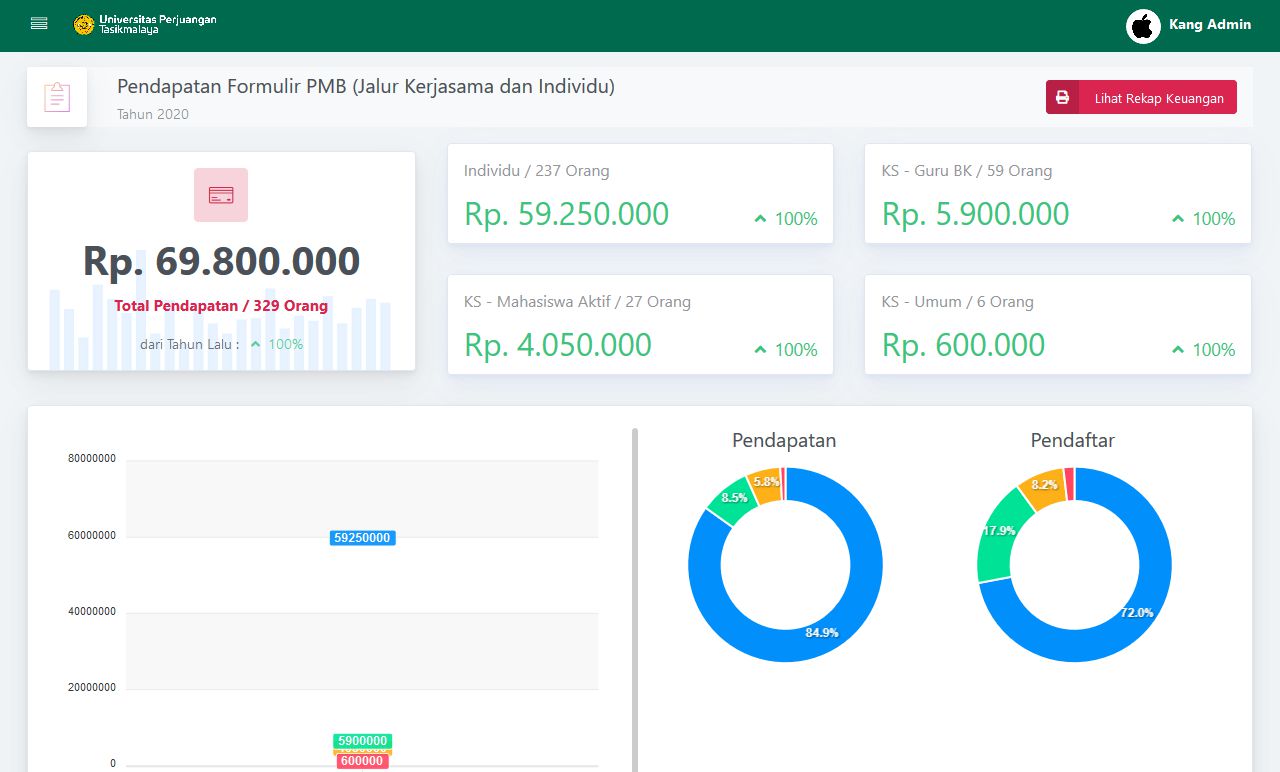 Universitas Perjuangan
Tasikmalaya
Kang Admin
Pendapatan Formulir PMB (Jalur Kerjasama dan Individu)
Tahun 2020
Lihat Rekap Keuangan
Rp. 69.800.000
Total Pendapatan / 329 Orang
dari Tahun Lalu : 100%
Individu / 237 Orang
Rp. 59.250.000
100%
KS - Guru BK / 59 Orang
Rp. 5.900.000
100%
KS - Mahasiswa Aktif / 27 Orang
Rp. 4.050.000
100%
KS - Umum / 6 Orang
Rp. 600.000
100%
80000000
60000000
40000000
20000000
0
59250000
5900000
600000
Pendapatan
8.5%
5.8%
84.9%
Pendaftar
17.9%
8.2%
72.0%